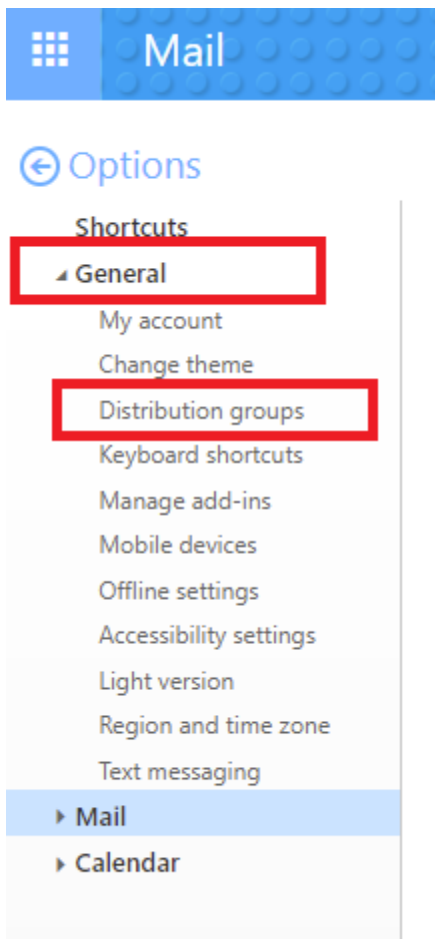 Mail
Options
Shortcuts
General
My account
Change theme
Distribution groups
Keyboard shortcuts
Manage add-ins
Mobile devices
Offline settings
Accessibility settings
Light version
Region and time zone
Text messaging
Mail
Calendar